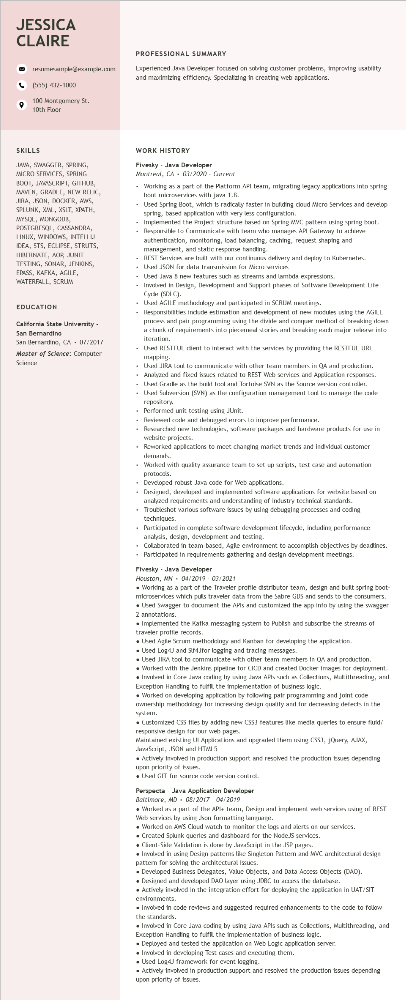 JESSICA
CLAIRE
resumesample@example.com
(555) 432-1000
100 Montgomery St.
10th Floor
PROFESSIONAL SUMMARY
Experienced Java Developer focused on solving customer problems, improving usability
and maximizing efficiency. Specializing in creating web applications.
SKILLS
JAVA, SWAGGER, SPRING,
MICRO SERVICES, SPRING
BOOT, JAVASCRIPT, GITHUB,
MAVEN, GRADLE, NEW RELIC,
JIRA, JSON, DOCKER, AWS,
SPLUNK, XML, XSLT, XPATH,
MYSQL, MONGODB,
POSTGRESQL, CASSANDRA,
LINUX, WINDOWS, INTELLIJ
IDEA, STS, ECLIPSE, STRUTS,
HIBERNATE, AOP, JUNIT
TESTING, SONAR, JENKINS,
EPASS, KAFKA, AGILE,
WATERFALL, SCRUM
EDUCATION
California State University -
San Bernardino
San Bernardino, CA • 07/2017
Master of Science: Computer
Science
WORK HISTORY
Fivesky - Java Developer
Montreal, CA • 03/2020 - Current
• Working as a part of the Platform API team, migrating legacy applications into spring
boot microservices with java 1.8.
• Used Spring Boot, which is radically faster in building cloud Micro Services and develop
spring, based application with very less configuration.
• Implemented the Project structure based on Spring MVC pattern using spring boot.
• Responsible to Communicate with team who manages API Gateway to achieve
authentication, monitoring, load balancing, caching, request shaping and
management, and static response handling.
• REST Services are built with our continuous delivery and deploy to Kubernetes.
• Used JSON for data transmission for Micro services
• Used Java 8 new features such as streams and lambda expressions.
• Involved in Design, Development and Support phases of Software Development Life
Cycle (SDLC).
• Used AGILE methodology and participated in SCRUM meetings.
• Responsibilities include estimation and development of new modules using the AGILE
process and pair programming using the divide and conquer method of breaking down
a chunk of requirements into piecemeal stories and breaking each major release into
iteration.
• Used RESTFUL client to interact with the services by providing the RESTFUL URL
mapping.
• Used JIRA tool to communicate with other team members in QA and production.
• Analyzed and fixed issues related to REST Web services and Application responses.
• Used Gradle as the build tool and Tortoise SVN as the Source version controller.
• Used Subversion (SVN) as the configuration management tool to manage the code
repository.
• Performed unit testing using JUnit.
• Reviewed code and debugged errors to improve performance.
• Researched new technologies, software packages and hardware products for use in
website projects.
• Reworked applications to meet changing market trends and individual customer
demands.
• Worked with quality assurance team to set up scripts, test case and automation
protocols.
• Developed robust Java code for Web applications.
• Designed, developed and implemented software applications for website based on
analyzed requirements and understanding of industry technical standards.
• Troubleshot various software issues by using debugging processes and coding
techniques.
• Participated in complete software development lifecycle, including performance
analysis, design, development and testing.
• Collaborated in team-based, Agile environment to accomplish objectives by deadlines.
• Participated in requirements gathering and design development meetings.
Fivesky - Java Developer
Houston, MN • 04/2019 - 03/2021
● Working as a part of the Traveler profile distributor team, design and built spring boot-
microservices which pulls traveler data from the Sabre GDS and sends to the consumers.
● Used Swagger to document the APIs and customized the app info by using the swagger
2 annotations.
● Implemented the Kafka messaging system to Publish and subscribe the streams of
traveler profile records.
● Used Agile Scrum methodology and Kanban for developing the application.
● Used Log4J and Slf4Jfor logging and tracing messages.
● Used JIRA tool to communicate with other team members in QA and production.
● Worked with the Jenkins pipeline for CICD and created Docker images for deployment.
● Involved in Core Java coding by using Java APIs such as Collections, Multithreading, and
Exception Handling to fulfill the implementation of business logic.
● Worked on developing application by following pair programming and joint code
ownership methodology for increasing design quality and for decreasing defects in the
system.
● Customized CSS files by adding new CSS3 features like media queries to ensure fluid/
responsive design for our web pages.
Maintained existing UI Applications and upgraded them using CSS3, jQuery, AJAX,
JavaScript, JSON and HTML5
● Actively involved in production support and resolved the production issues depending
upon priority of issues.
● Used GIT for source code version control.
Perspecta - Java Application Developer
Baltimore, MD • 08/2017 - 04/2019
● Worked as a part of the API+ team, Design and implement web services using of REST
Web services by using Json formatting language.
● Worked on AWS Cloud watch to monitor the logs and alerts on our services.
● Created Splunk queries and dashboard for the NodeJS services.
● Client-Side Validation is done by JavaScript in the JSP pages.
● Involved in using Design patterns like Singleton Pattern and MVC architectural design
pattern for solving the architectural issues.
● Developed Business Delegates, Value Objects, and Data Access Objects (DAO).
● Designed and developed DAO layer using JDBC to access the database.
● Actively involved in the integration effort for deploying the application in UAT/SIT
environments.
● Involved in code reviews and suggested required enhancements to the code to follow
the standards.
● Involved in Core Java coding by using Java APIs such as Collections, Multithreading, and
Exception Handling to fulfill the implementation of business logic.
● Deployed and tested the application on Web Logic application server.
● Involved in developing Test cases and executing them.
● Used Log4J framework for event logging.
● Actively involved in production support and resolved the production issues depending
upon priority of issues.